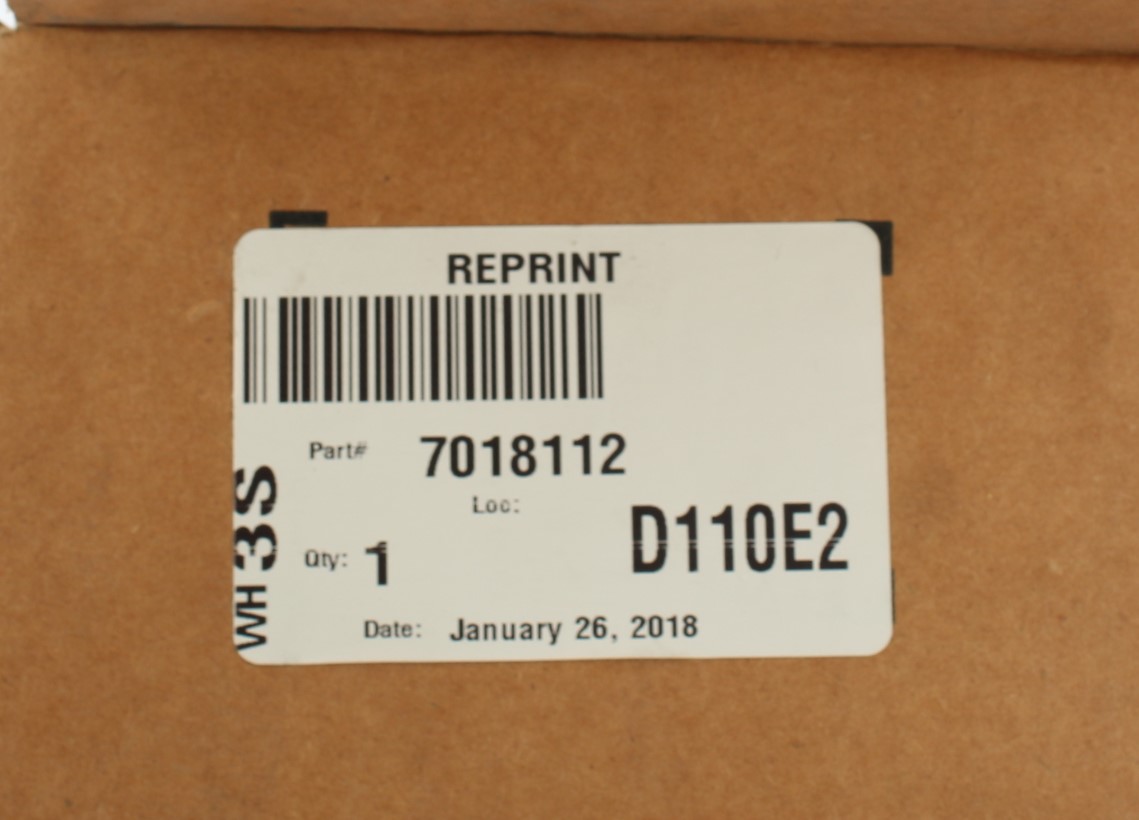 REPRINT
Part# 7018112
Loc:
D110E2
Qty: 1
Date: January 26, 2018
WH 3S